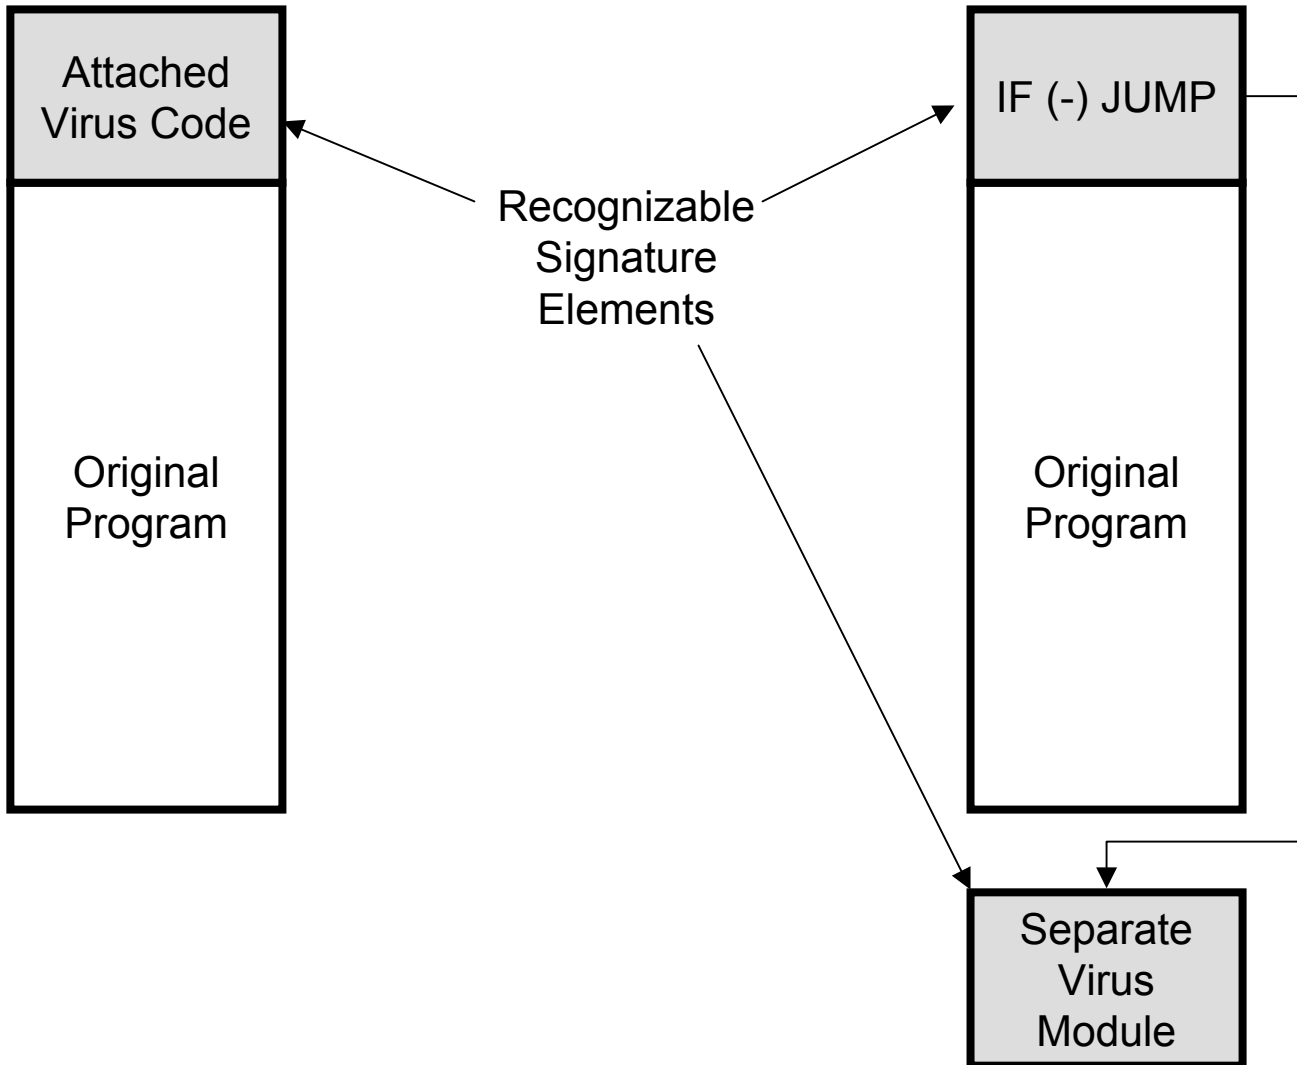 Attached
Virus Code
IF (-) JUMP
Recognizable
Signature
Elements
Original
Program
Original
Program
Separate
Virus
Module